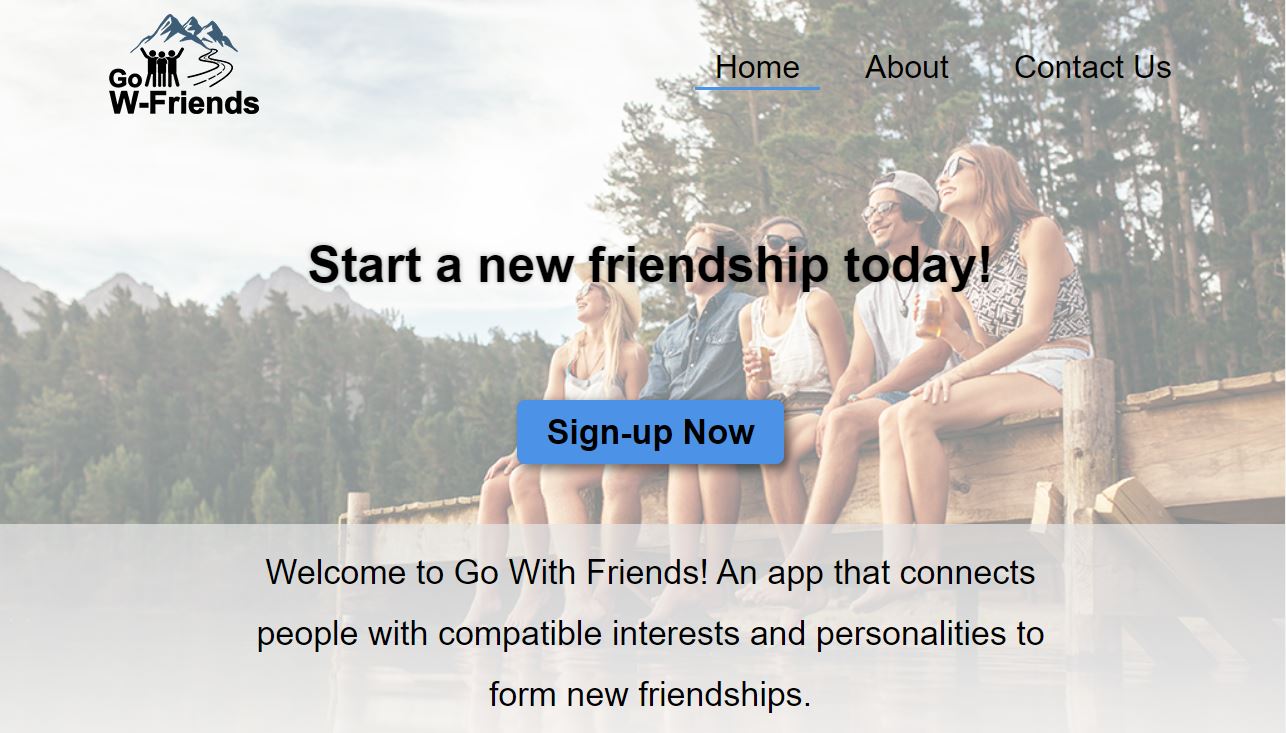 Go
W-Friends
Home About Contact Us
Start a new friendship today!
Sign-up Now
Welcome to Go With Friends! An app that connects
people with compatible interests and personalities to
form new friendships.